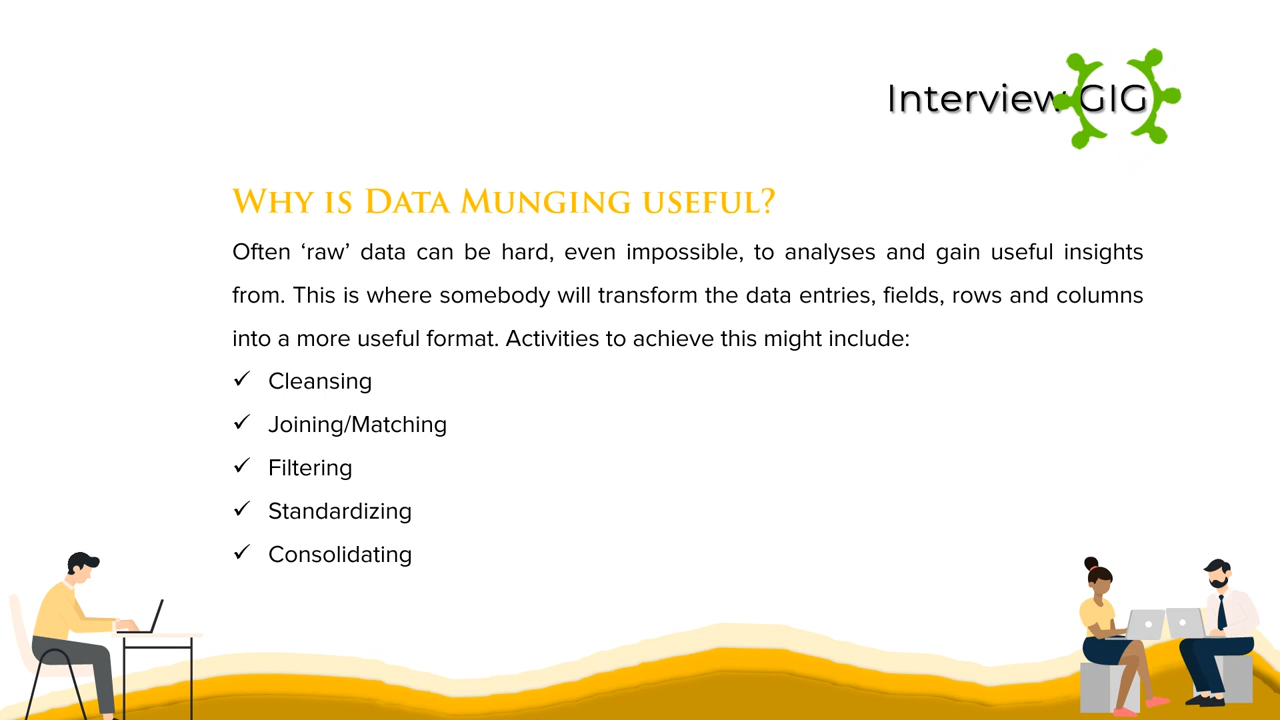 Interview GIG
Why is Data Munging useful?
Often ‘raw’ data can be hard, even impossible, to analyses and gain useful insights
from. This is where somebody will transform the data entries, fields, rows and columns
into a more useful format. Activities to achieve this might include:
✓ Cleansing
✓ Joining/Matching
✓ Filtering
✓ Standardizing
✓ Consolidating